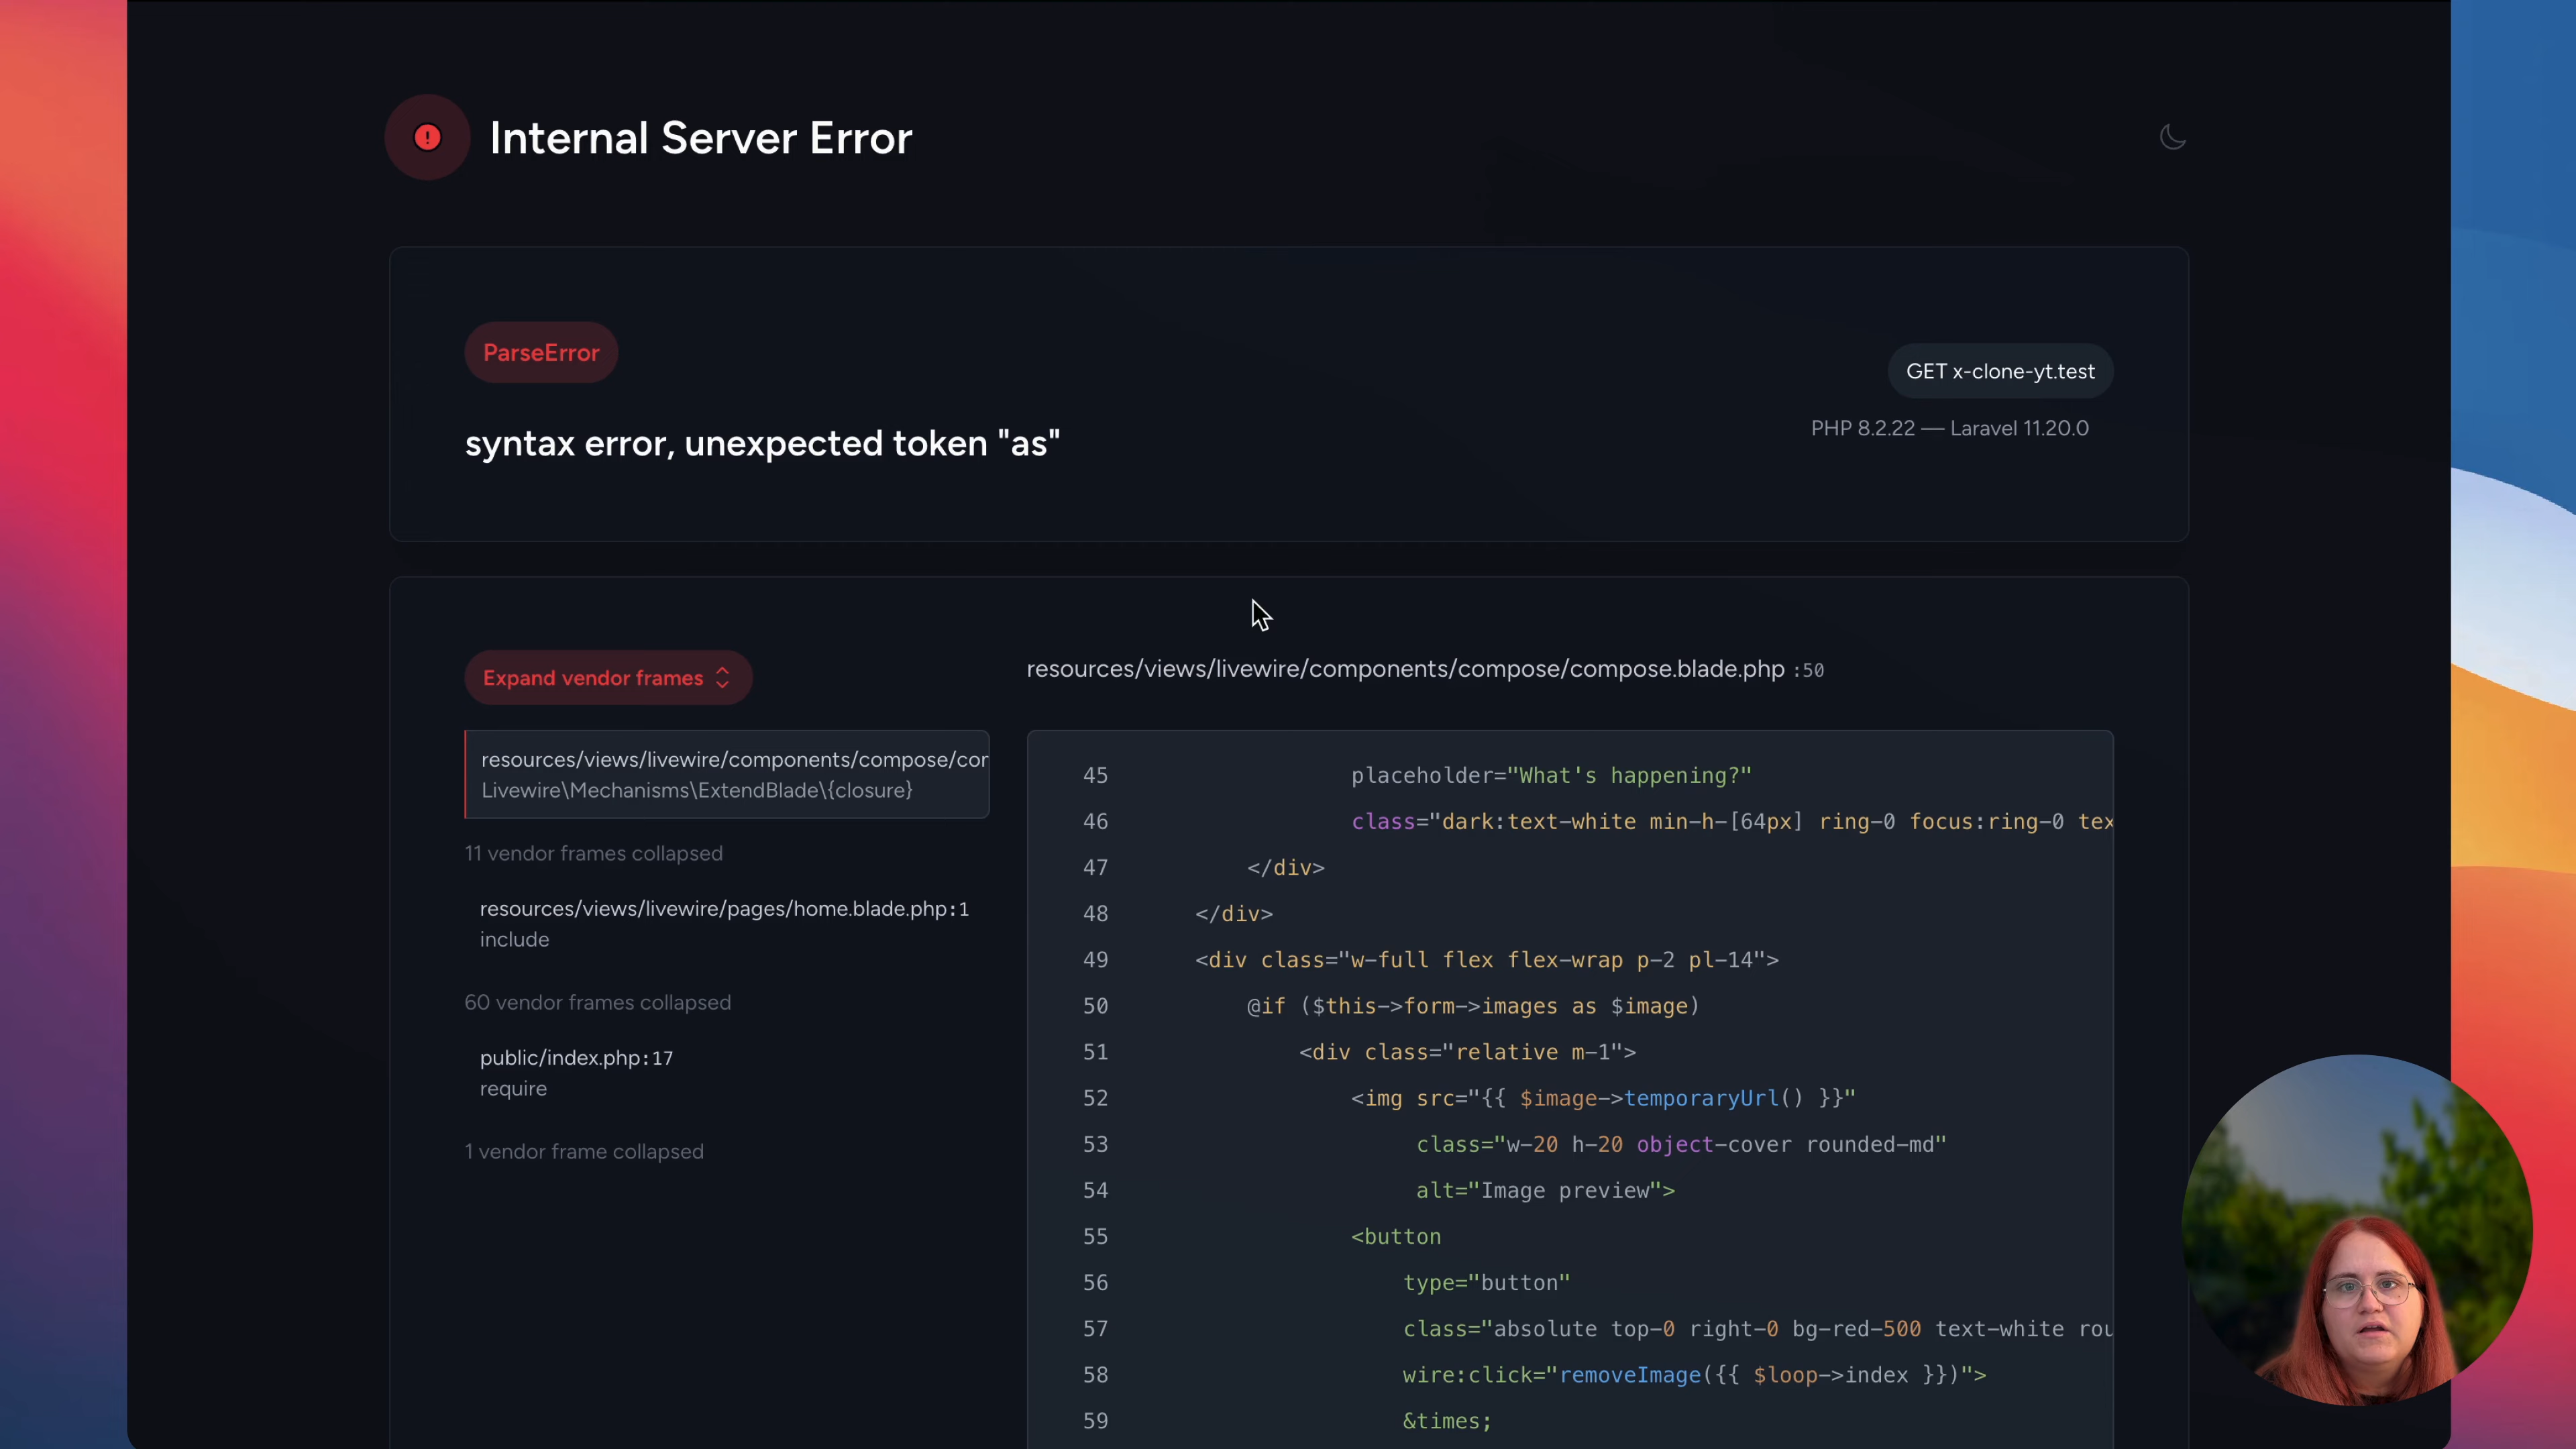 Internal Server Error
ParseError
GET x-clone-yt.test
PHP 8.2.22 — Laravel 11.20.0
syntax error, unexpected token "as"
Expand vendor frames
resources/views/livewire/components/compose/cor
Livewire\Mechanisms\ExtendBlade\{closure}
11 vendor frames collapsed
resources/views/livewire/pages/home.blade.php:1
include
60 vendor frames collapsed
public/index.php:17
require
1 vendor frame collapsed
resources/views/livewire/components/compose/compose.blade.php :50
45 placeholder="What's happening?"
46 class="dark:text-white min-h-[64px] ring-0 focus:ring-0 tex
47 </div>
48 </div>
49 <div class="w-full flex flex-wrap p-2 pl-14">
50 @if ($this->form->images as $image)
51 <div class="relative m-1">
52 <img src="{{ $image->temporaryUrl() }}"
53 class="w-20 h-20 object-cover rounded-md"
54 alt="Image preview">
55 <button
56 type="button"
57 class="absolute top-0 right-0 bg-red-500 text-white rou
58 wire:click="removeImage({{ $loop->index }})">
59 &times;